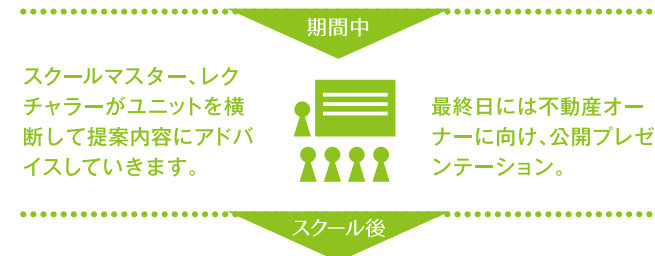 期間中
スクールマスター、レク
チャラーがユニットを横
断して提案内容にアドバ
イスしていきます。
最終日には不動産オー
ナーに向け、公開プレゼ
ンテーション。
スクール後